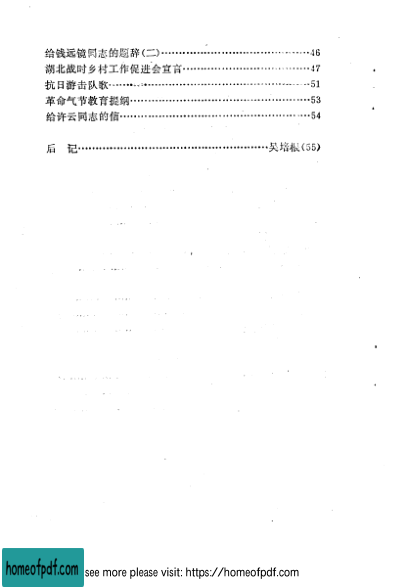 给钱远镜同志的题辞(二)……………………………46
湖北战时乡村工作促进会宣言……………………47
抗日游击队歌……………………………………51
革命气节教育提纲………………………………53
给许云同志的信…………………………………54
后 记……………………………………吴培根(55)
homeofpdf.com
see more please visit: https://homeofpdf.com